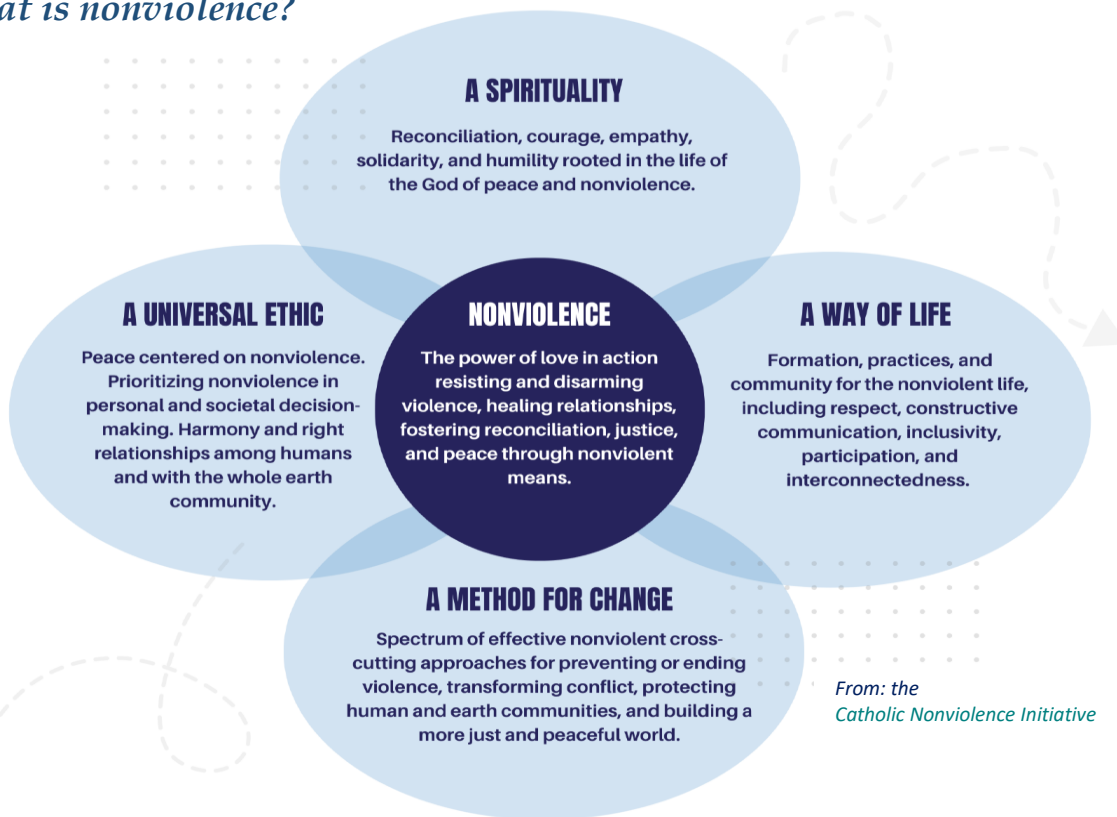 at is nonviolence?
A SPIRITUALITY
Reconciliation, courage, empathy,
solidarity, and humility rooted in the life of
the God of peace and nonviolence.
A UNIVERSAL ETHIC
Peace centered on nonviolence.
Prioritizing nonviolence in
personal and societal decision-
making. Harmony and right
relationships among humans
and with the whole earth
community.
NONVIOLENCE
The power of love in action
resisting and disarming
violence, healing relationships,
fostering reconciliation, justice,
and peace through nonviolent
means.
A WAY OF LIFE
Formation, practices, and
community for the nonviolent life,
including respect, constructive
communication, inclusivity,
participation, and
interconnectedness.
A METHOD FOR CHANGE
Spectrum of effective nonviolent cross-
cutting approaches for preventing or ending
violence, transforming conflict, protecting
human and earth communities, and building a
more just and peaceful world.
From: the
Catholic Nonviolence Initiative